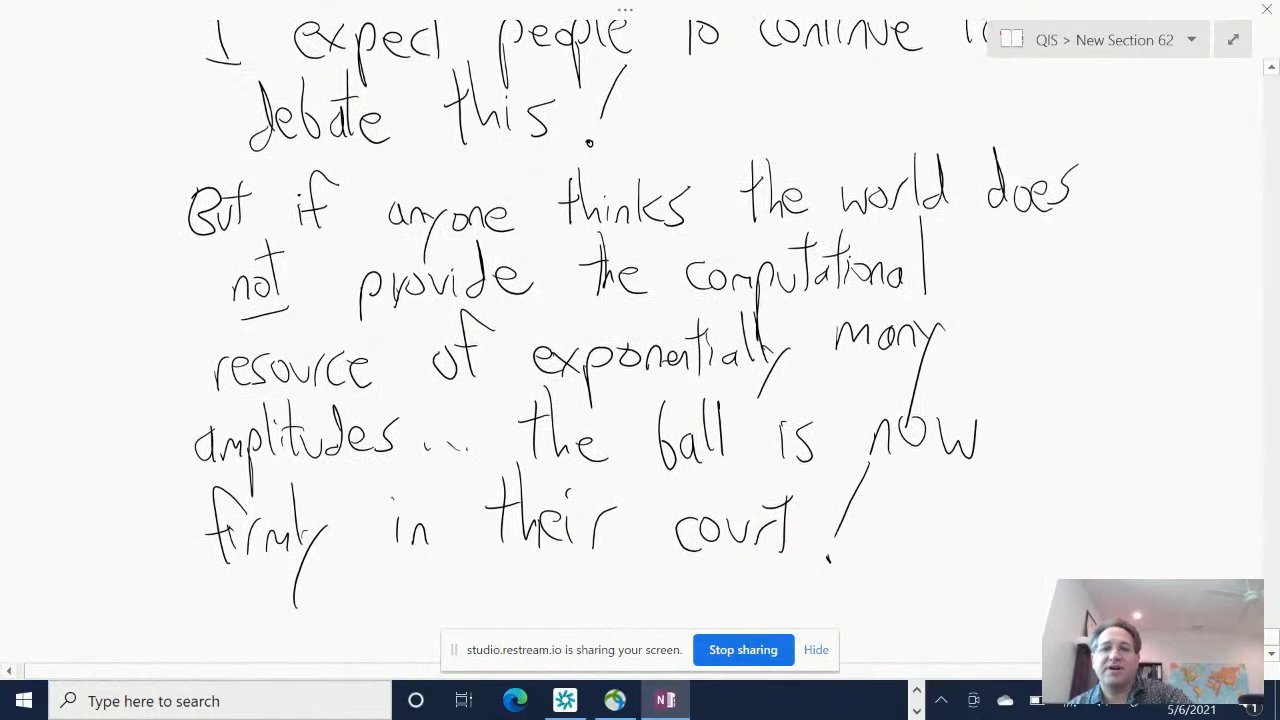 I expect people to continue
QIS > New Section 62
debate this!
But if anyone thinks the world does
not provide the computational
resource of exponentially many
amplitudes... the ball is now
firmly in their court!
studio.restream.io is sharing your screen.
Stop sharing
Hide
Type here to search
5/6/2021